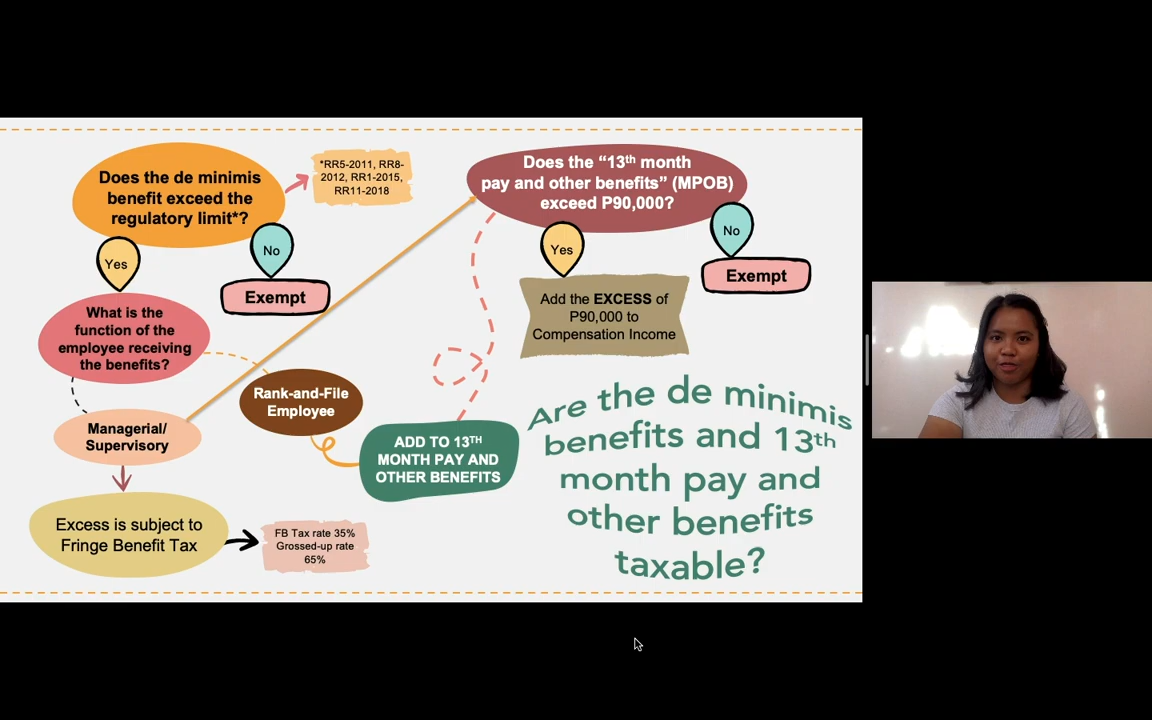 Does the de minimis
benefit exceed the
regulatory limit*?
*RR5-2011, RR8-
2012, RR1-2015,
RR11-2018
Yes
No
Exempt
What is the
function of the
employee receiving
the benefits?
Rank-and-File
Employee
Managerial/
Supervisory
ADD TO 13TH
MONTH PAY AND
OTHER BENEFITS
Excess is subject to
Fringe Benefit Tax
FB Tax rate 35%
Grossed-up rate
65%
Does the “13th month
pay and other benefits” (MPOB)
exceed P90,000?
Yes
No
Exempt
Add the EXCESS of
P90,000 to
Compensation Income
Are the de minimis
benefits and 13th
month pay and
other benefits
taxable?